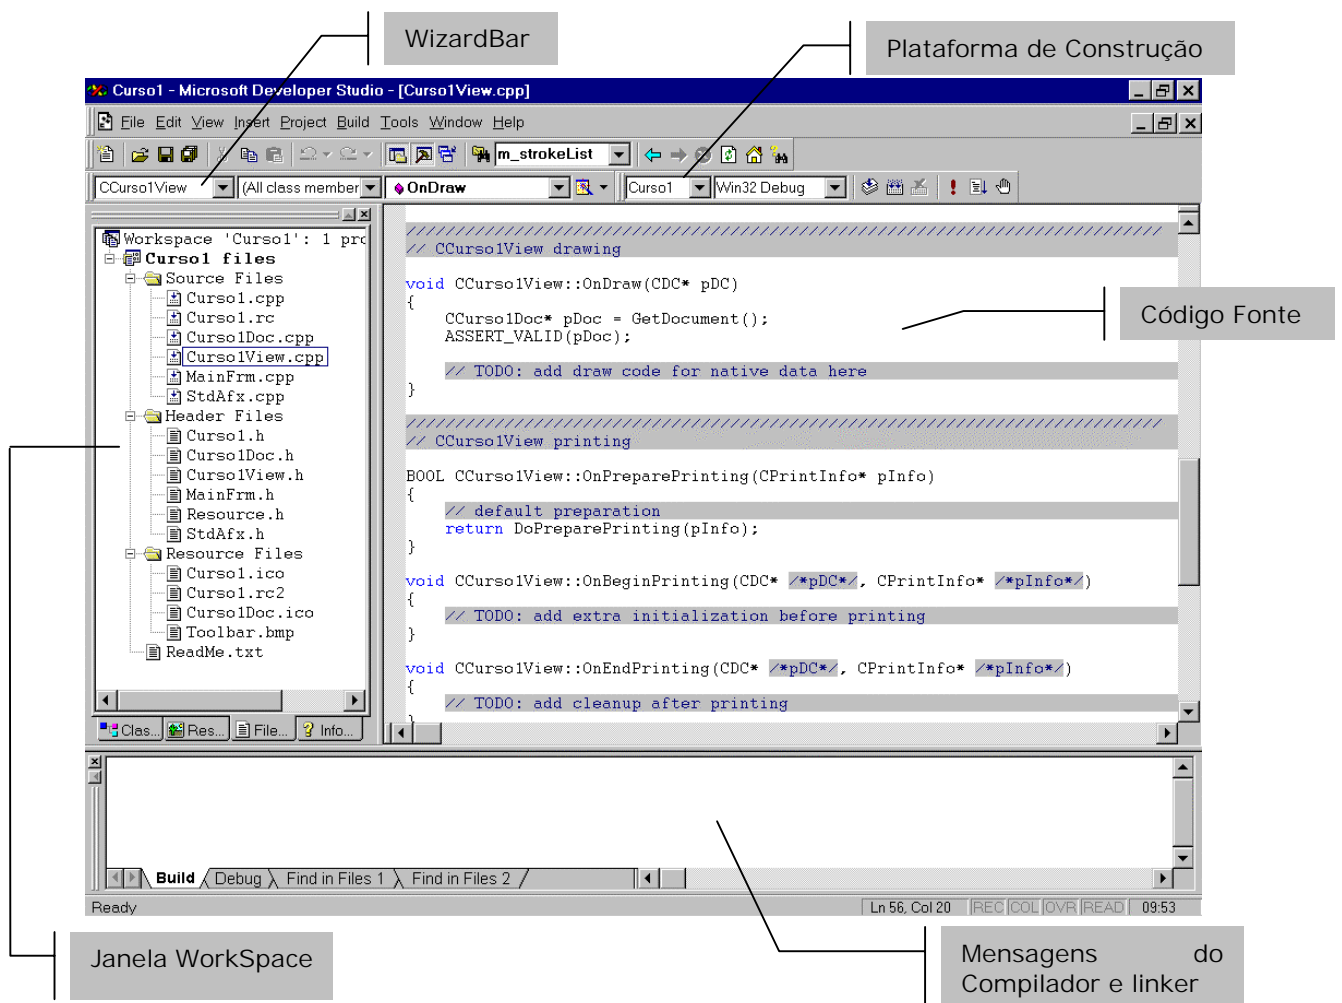 WizardBar
Plataforma de Construção
Curso1 - Microsoft Developer Studio - [Curso1View.cpp]
File Edit View Insert Project Build Tools Window Help
m_strokeList
CCurso1View (All class member OnDraw Curso1 Win32 Debug
Workspace 'Curso1': 1 pro
Curso1 files
Source Files
Curso1.cpp
Curso1.rc
Curso1Doc.cpp
Curso1View.cpp
MainFrm.cpp
StdAfx.cpp
Header Files
Curso1.h
Curso1Doc.h
Curso1View.h
MainFrm.h
Resource.h
StdAfx.h
Resource Files
Curso1.ico
Curso1.rc2
Curso1Doc.ico
Toolbar.bmp
ReadMe.txt
Clas... Res... File... Info...
/////////////////////////////////////////////////////////////////////////////
// CCurso1View drawing
void CCurso1View::OnDraw(CDC* pDC)
{
CCurso1Doc* pDoc = GetDocument();
ASSERT_VALID(pDoc);
// TODO: add draw code for native data here
}
/////////////////////////////////////////////////////////////////////////////
// CCurso1View printing
BOOL CCurso1View::OnPreparePrinting(CPrintInfo* pInfo)
{
// default preparation
return DoPreparePrinting(pInfo);
}
void CCurso1View::OnBeginPrinting(CDC* /*pDC*/, CPrintInfo* /*pInfo*/)
{
// TODO: add extra initialization before printing
}
void CCurso1View::OnEndPrinting(CDC* /*pDC*/, CPrintInfo* /*pInfo*/)
{
// TODO: add cleanup after printing
}
Código Fonte
Build Debug Find in Files 1 Find in Files 2
Ready Ln 56, Col 20 REC COL OVR READ 09:53
Janela WorkSpace
Mensagens do
Compilador e linker